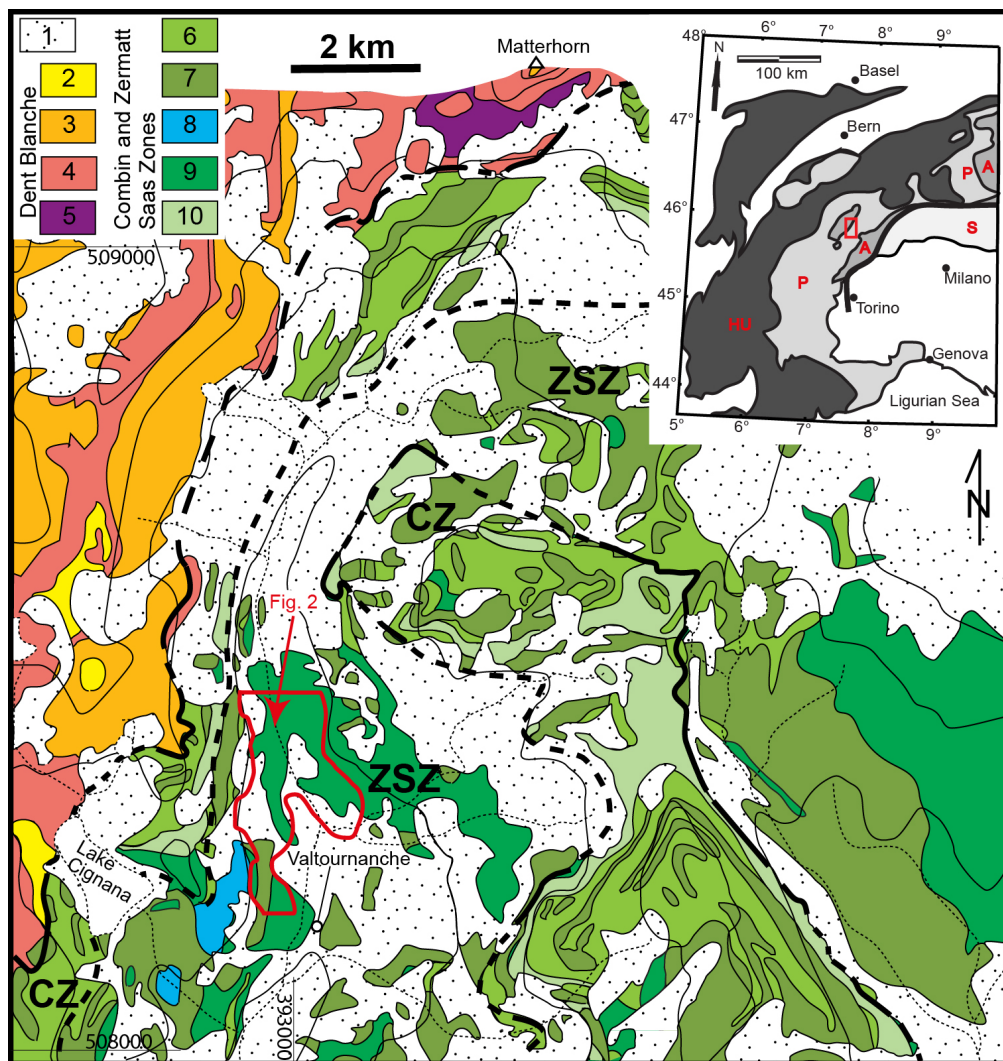 1
2
3
4
5
6
7
8
9
10
Dent Blanche
Combin and Zermatt
Saas Zones
2 km
Matterhorn
509000
ZSZ
CZ
N
Fig. 2
ZSZ
Valtournanche
Lake
Cignana
CZ
508000
393000
6°
7°
8°
9°
48°
47°
46°
45°
44°
5°
6°
7°
8°
9°
N
100 km
Basel
Bern
P
A
S
A
P
HU
Milano
Torino
Genova
Ligurian Sea